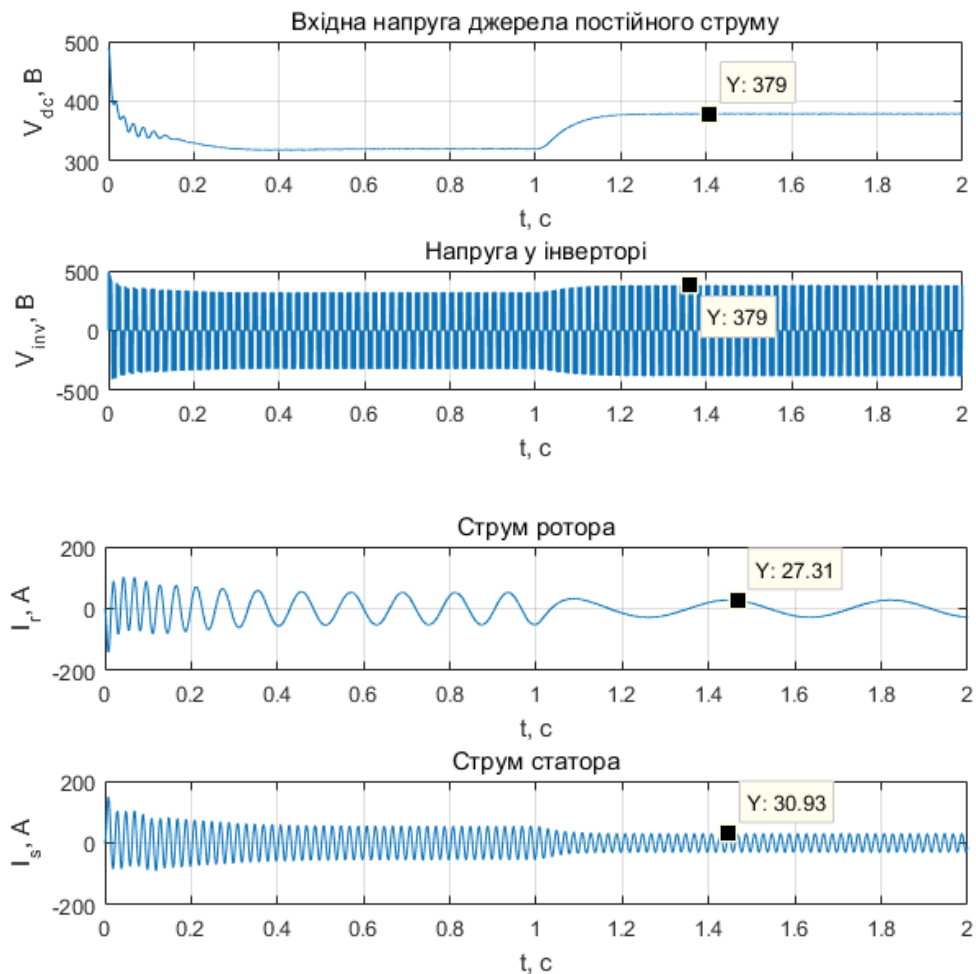 Вхідна напруга джерела постійного струму
500
400
300
V_dc, В
Y: 379
0 0.2 0.4 0.6 0.8 1 1.2 1.4 1.6 1.8 2
t, с
Напруга у інверторі
500
0
-500
V_inv, В
Y: 379
0 0.2 0.4 0.6 0.8 1 1.2 1.4 1.6 1.8 2
t, с
Струм ротора
200
0
-200
I_r, А
Y: 27.31
0 0.2 0.4 0.6 0.8 1 1.2 1.4 1.6 1.8 2
t, с
Струм статора
200
0
-200
I_s, А
Y: 30.93
0 0.2 0.4 0.6 0.8 1 1.2 1.4 1.6 1.8 2
t, с